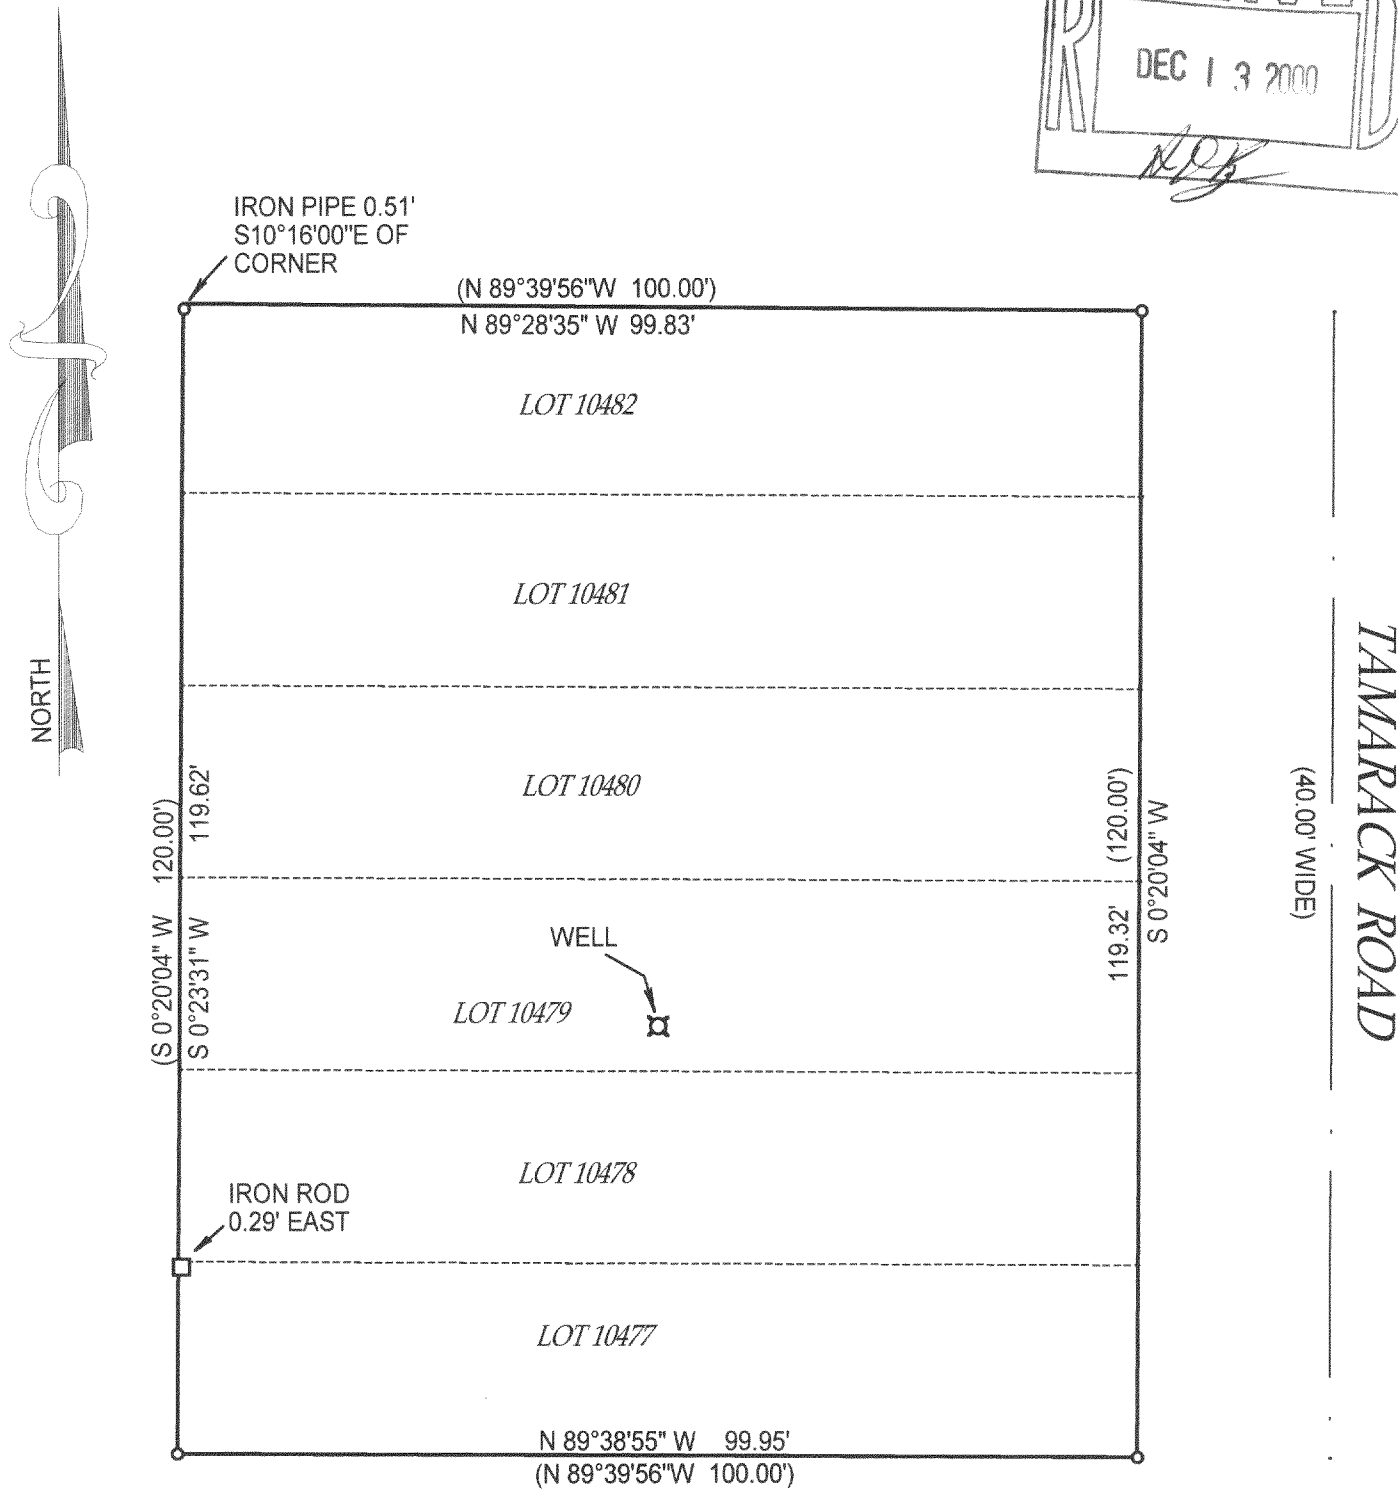 DEC 13 2000
IRON PIPE 0.51'
S10°16'00"E OF
CORNER
(N 89°39'56"W 100.00')
N 89°28'35" W 99.83'
LOT 10482
LOT 10481
LOT 10480
LOT 10479
WELL
LOT 10478
IRON ROD
0.29' EAST
LOT 10477
N 89°38'55" W 99.95'
(N 89°39'56"W 100.00')
NORTH
(S 0°20'04" W 120.00')
S 0°23'31" W 119.62'
119.32' (120.00')
S 0°20'04" W
(40.00' WIDE)
TAMARACK ROAD